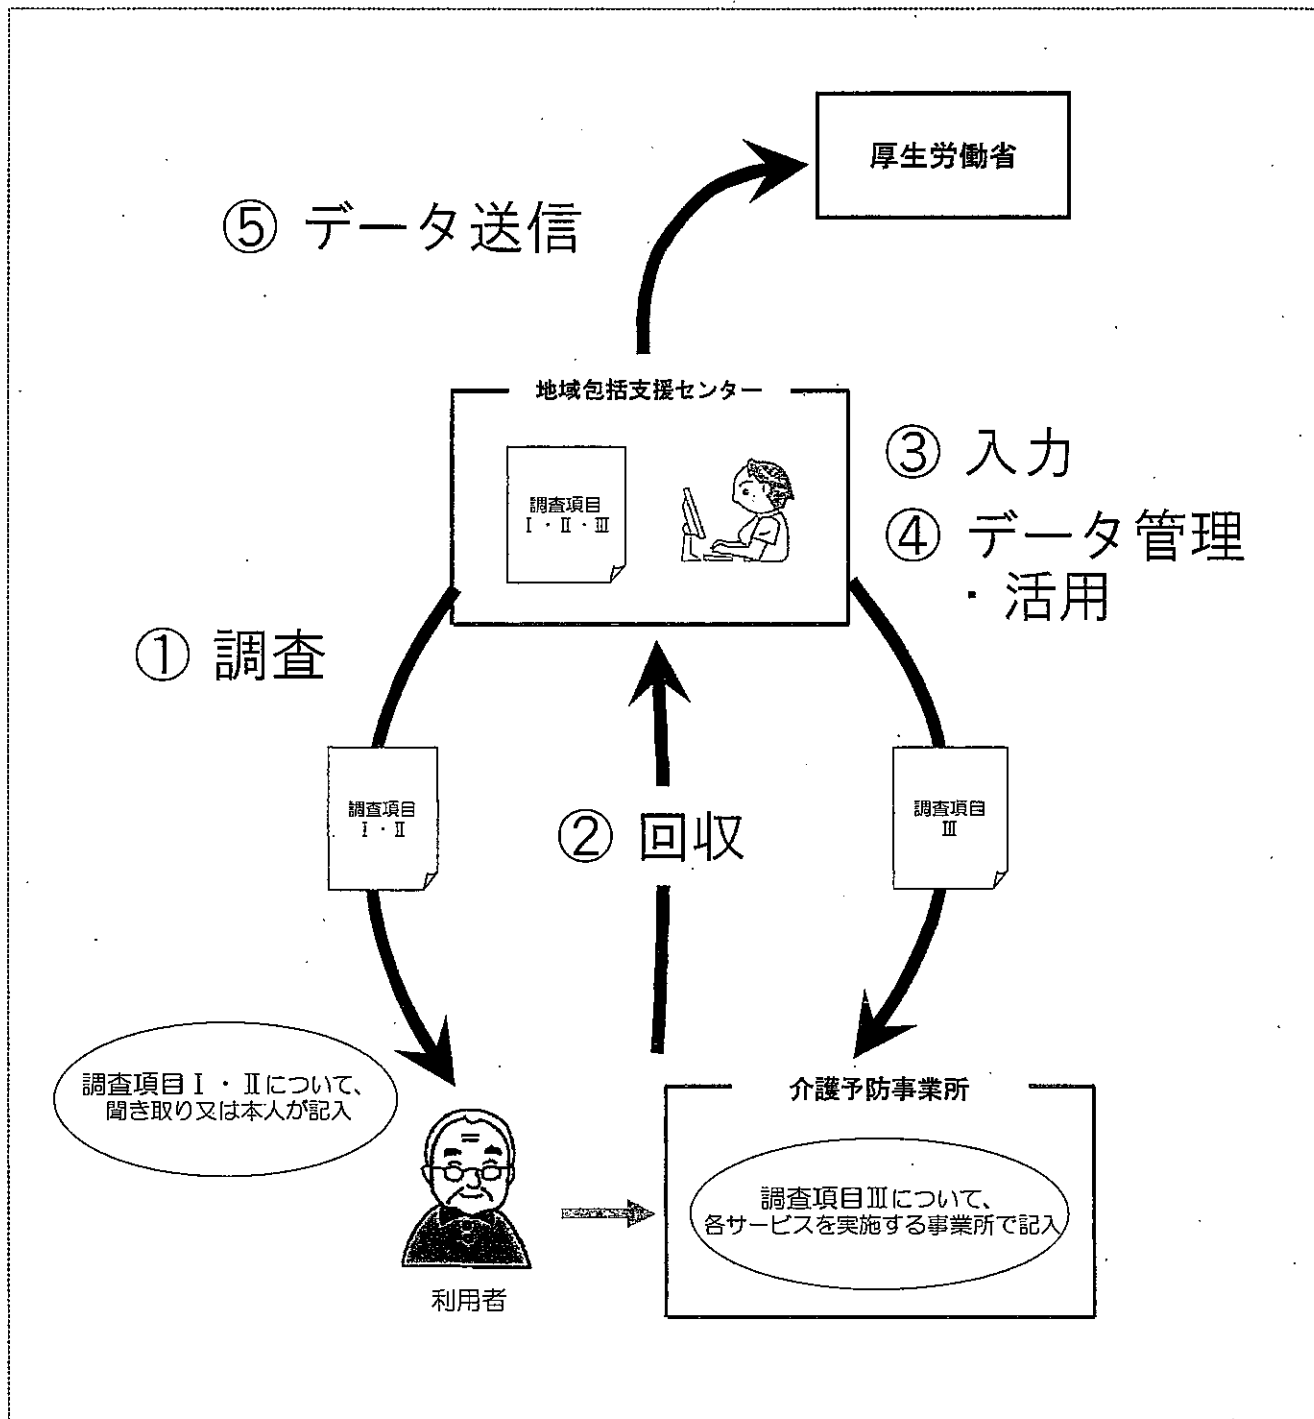 厚生労働省
⑤ データ送信
地域包括支援センター
調査項目
Ⅰ・Ⅱ・Ⅲ
③ 入力
④ データ管理
・活用
① 調査
調査項目
Ⅰ・Ⅱ
② 回収
調査項目
Ⅲ
調査項目Ⅰ・Ⅱについて、
聞き取り又は本人が記入
利用者
介護予防事業所
調査項目Ⅲについて、
各サービスを実施する事業所で記入